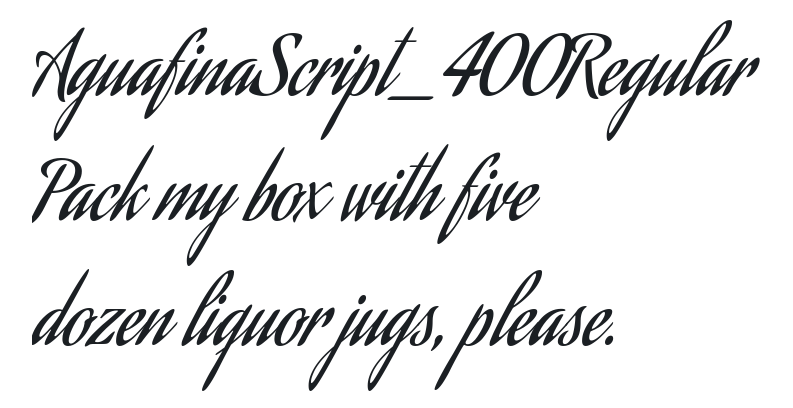 AguafinaScript_400Regular
Pack my box with five
dozen liquor jugs, please.